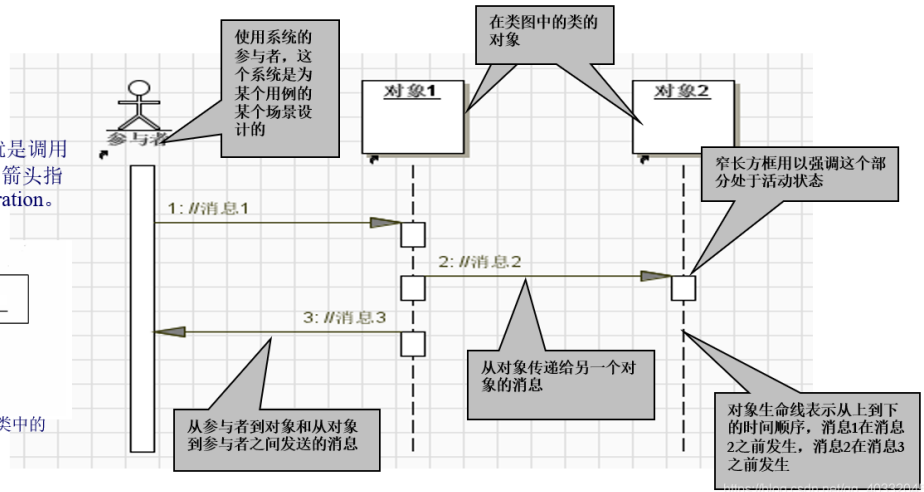 使用系统的
参与者，这
个系统是为
某个用例的
某个场景设
计的
在类图中的类的
对象
对象1
对象2
参与者
是调用
箭头指
ration。
窄长方框用以强调这个部
分处于活动状态
1: //消息1
2: //消息2
3: //消息3
从对象传递给另一个对
象的消息
类中的
从参与者到对象和从对象
到参与者之间发送的消息
对象生命线表示从上到下
的时间顺序，消息1在消息
2之前发生，消息2在消息3
之前发生